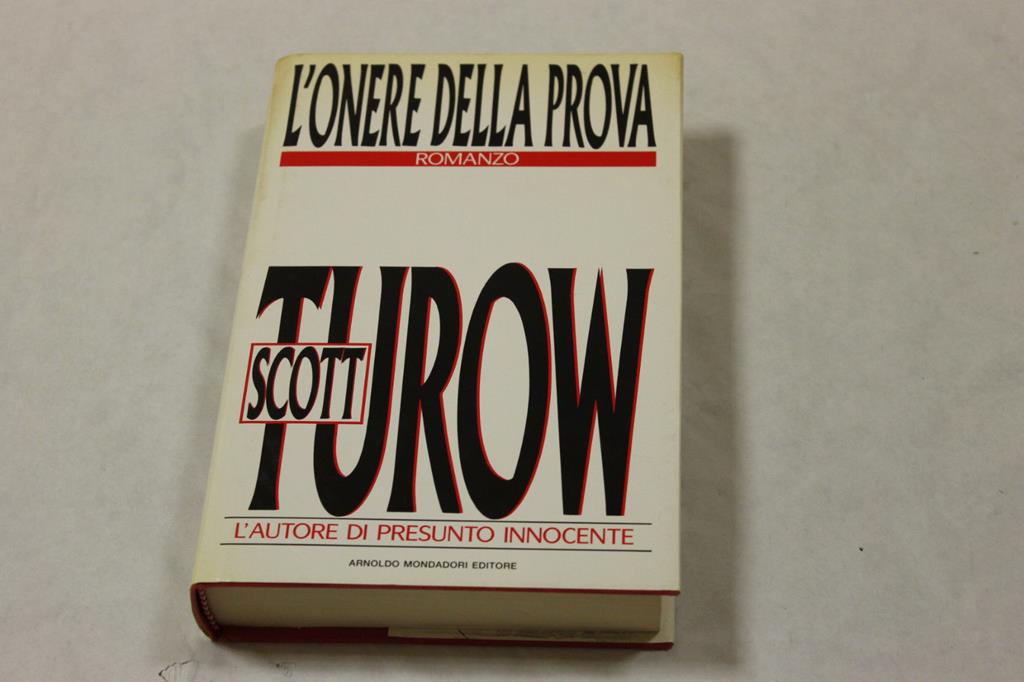 L'ONERE DELLA PROVA
ROMANZO
SCOTT
TUROW
L'AUTORE DI PRESUNTO INNOCENTE
ARNOLDO MONDADORI EDITORE